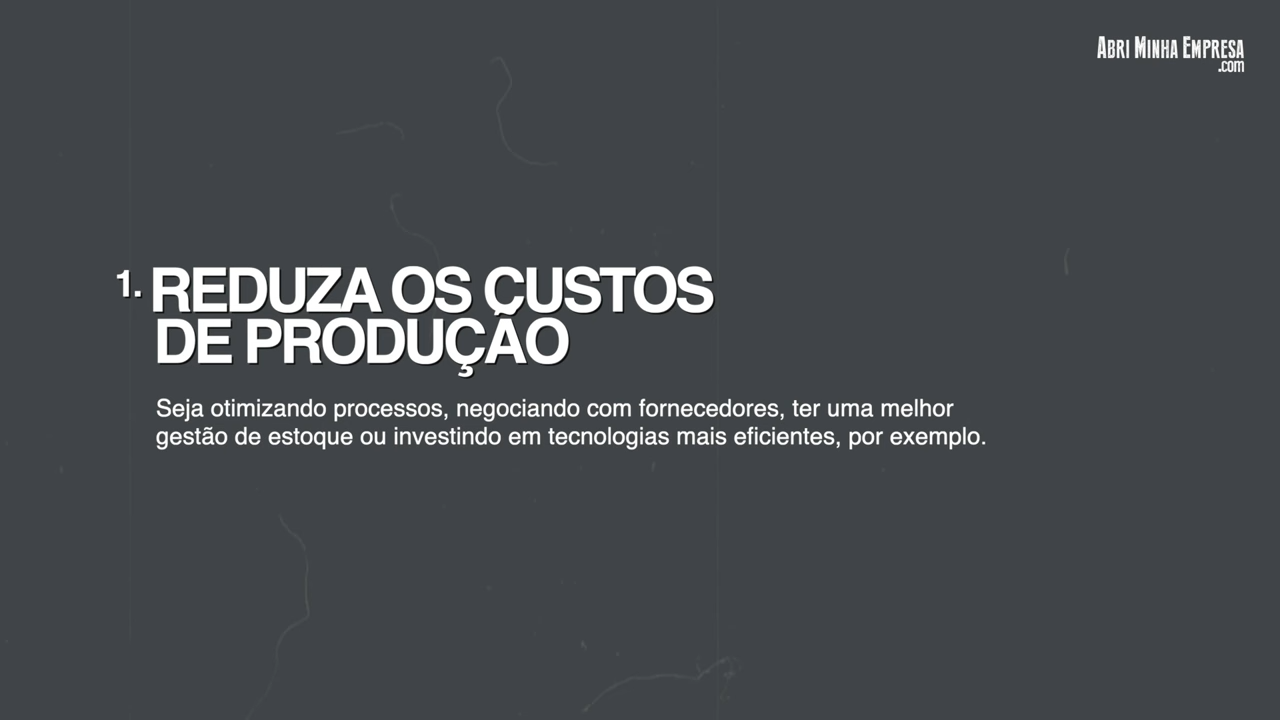 ABRI MINHA EMPRESA
.COM
1. REDUZA OS CUSTOS
DE PRODUÇÃO
Seja otimizando processos, negociando com fornecedores, ter uma melhor
gestão de estoque ou investindo em tecnologias mais eficientes, por exemplo.